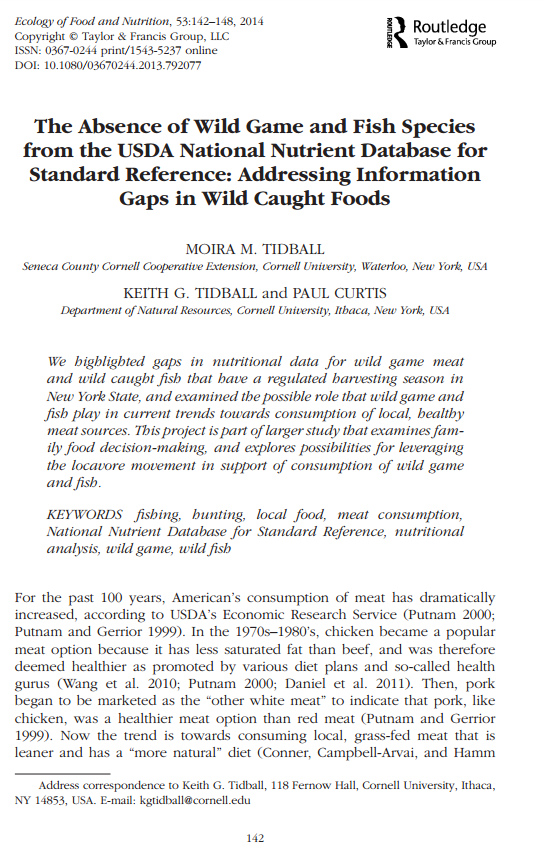 Ecology of Food and Nutrition, 53:142–148, 2014
Copyright © Taylor & Francis Group, LLC
ISSN: 0367-0244 print/1543-5237 online
DOI: 10.1080/03670244.2013.792077
ROUTLEDGE
Routledge
Taylor & Francis Group
The Absence of Wild Game and Fish Species
from the USDA National Nutrient Database for
Standard Reference: Addressing Information
Gaps in Wild Caught Foods
MOIRA M. TIDBALL
Seneca County Cornell Cooperative Extension, Cornell University, Waterloo, New York, USA
KEITH G. TIDBALL and PAUL CURTIS
Department of Natural Resources, Cornell University, Ithaca, New York, USA
We highlighted gaps in nutritional data for wild game meat
and wild caught fish that have a regulated harvesting season in
New York State, and examined the possible role that wild game and
fish play in current trends towards consumption of local, healthy
meat sources. This project is part of larger study that examines fam-
ily food decision-making, and explores possibilities for leveraging
the locavore movement in support of consumption of wild game
and fish.
KEYWORDS fishing, hunting, local food, meat consumption,
National Nutrient Database for Standard Reference, nutritional
analysis, wild game, wild fish
For the past 100 years, American's consumption of meat has dramatically
increased, according to USDA's Economic Research Service (Putnam 2000;
Putnam and Gerrior 1999). In the 1970s–1980's, chicken became a popular
meat option because it has less saturated fat than beef, and was therefore
deemed healthier as promoted by various diet plans and so-called health
gurus (Wang et al. 2010; Putnam 2000; Daniel et al. 2011). Then, pork
began to be marketed as the "other white meat" to indicate that pork, like
chicken, was a healthier meat option than red meat (Putnam and Gerrior
1999). Now the trend is towards consuming local, grass-fed meat that is
leaner and has a "more natural" diet (Conner, Campbell-Arvai, and Hamm
Address correspondence to Keith G. Tidball, 118 Fernow Hall, Cornell University, Ithaca,
NY 14853, USA. E-mail: kgtidball@cornell.edu
142